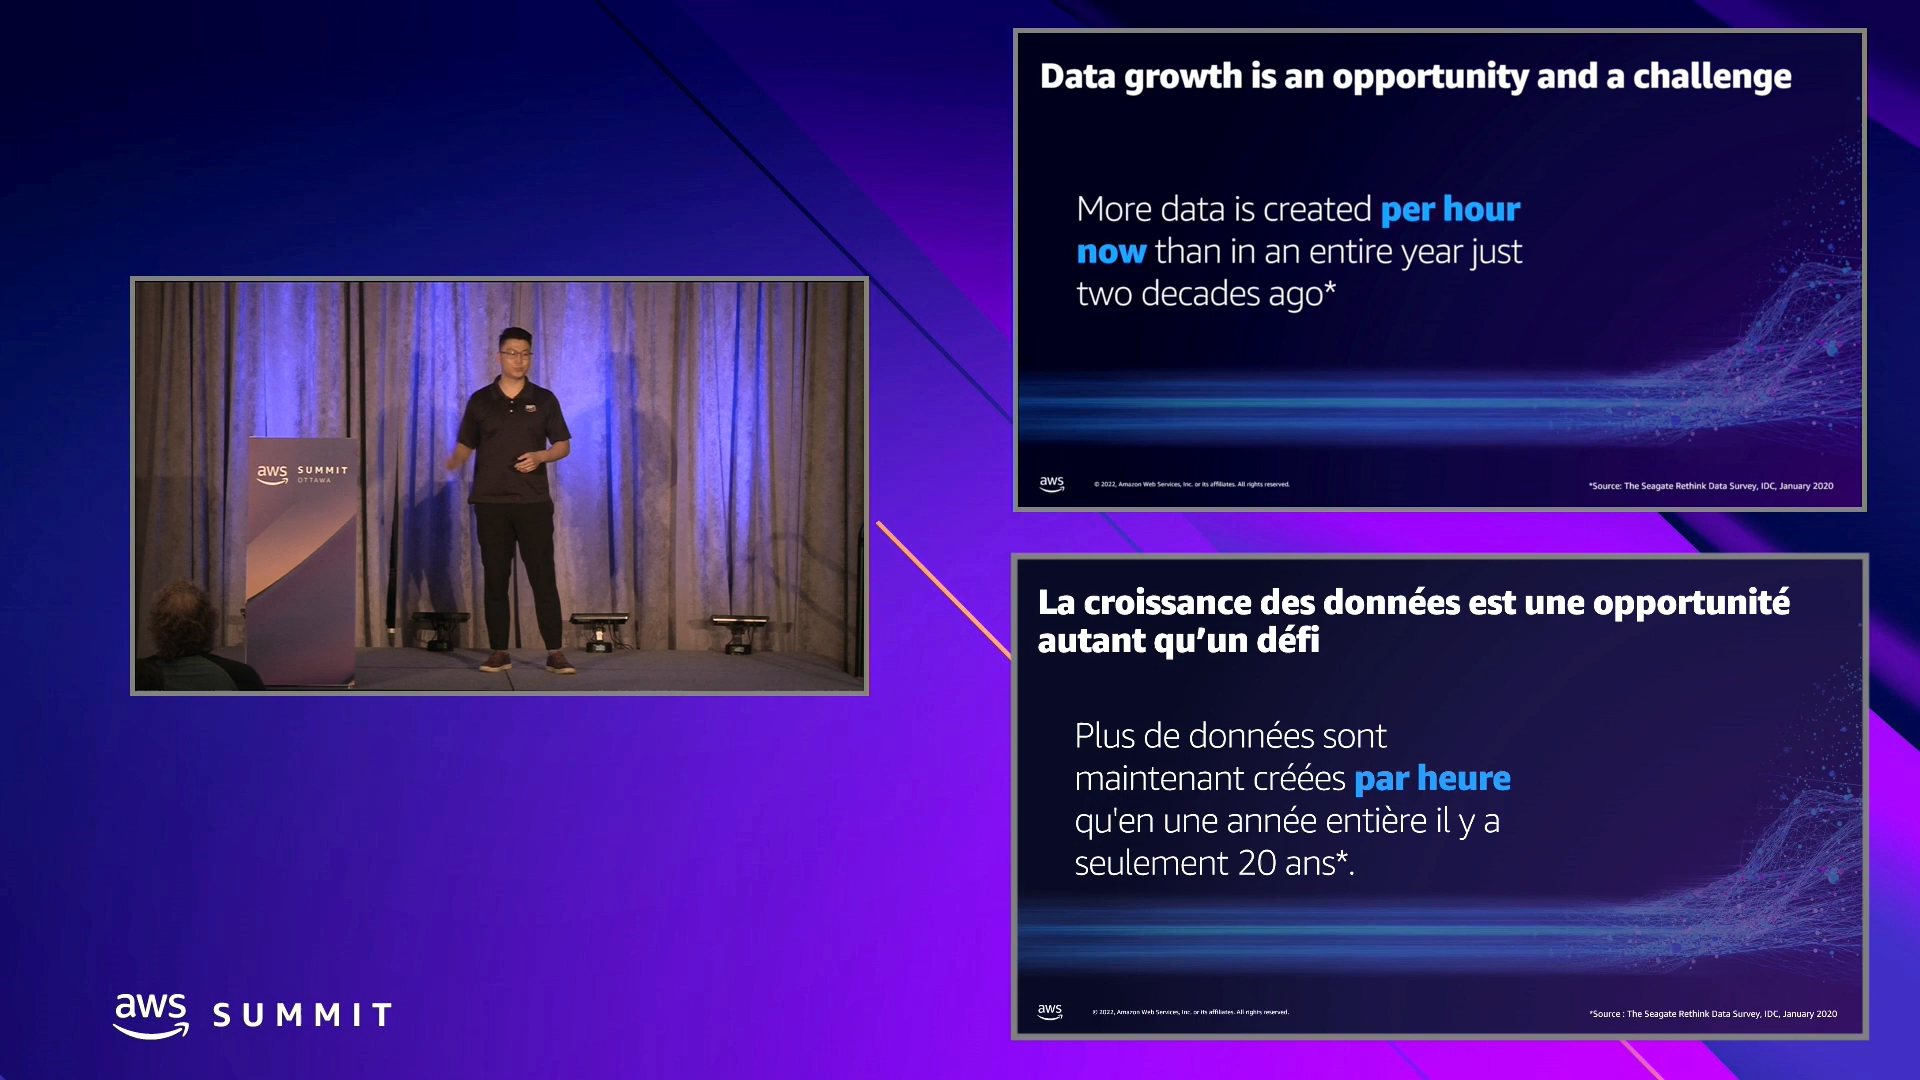 Data growth is an opportunity and a challenge
More data is created per hour
now than in an entire year just
two decades ago*
aws
© 2022, Amazon Web Services, Inc. or its affiliates. All rights reserved.
*Source: The Seagate Rethink Data Survey, IDC, January 2020
aws SUMMIT
OTTAWA
La croissance des données est une opportunité
autant qu’un défi
Plus de données sont
maintenant créées par heure
qu'en une année entière il y a
seulement 20 ans*.
aws
© 2022, Amazon Web Services, Inc. or its affiliates. All rights reserved.
*Source : The Seagate Rethink Data Survey, IDC, January 2020
aws SUMMIT